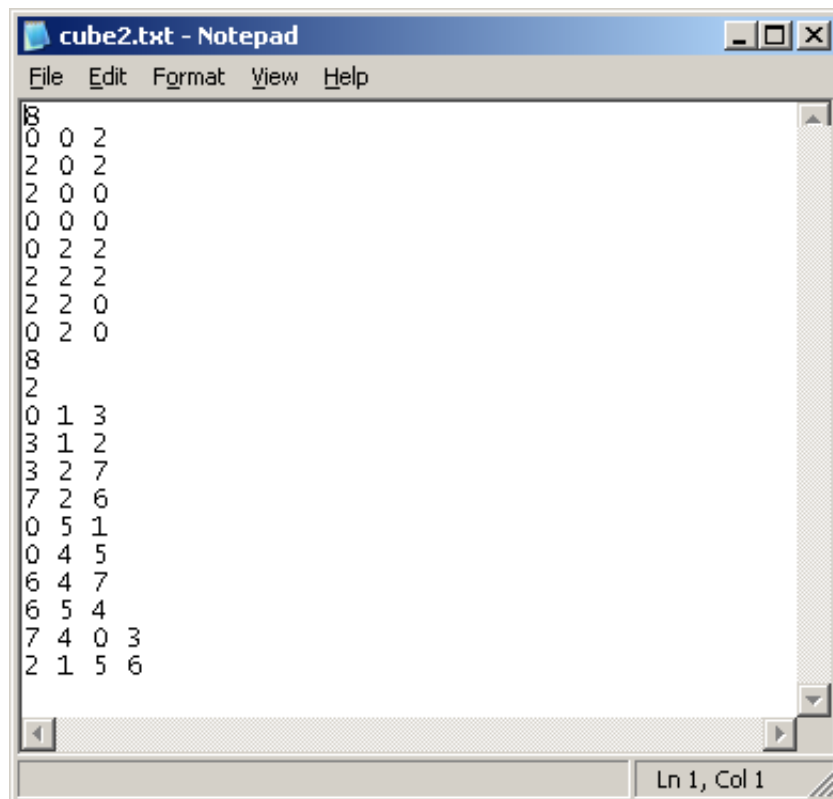 cube2.txt - Notepad
File Edit Format View Help
8
0 0 2
2 0 2
2 0 0
0 0 0
0 2 2
2 2 2
2 2 0
0 2 0
8
2
0 1 3
3 1 2
3 2 7
7 2 6
0 5 1
0 4 5
6 4 7
6 5 4
7 4 0 3
2 1 5 6
Ln 1, Col 1